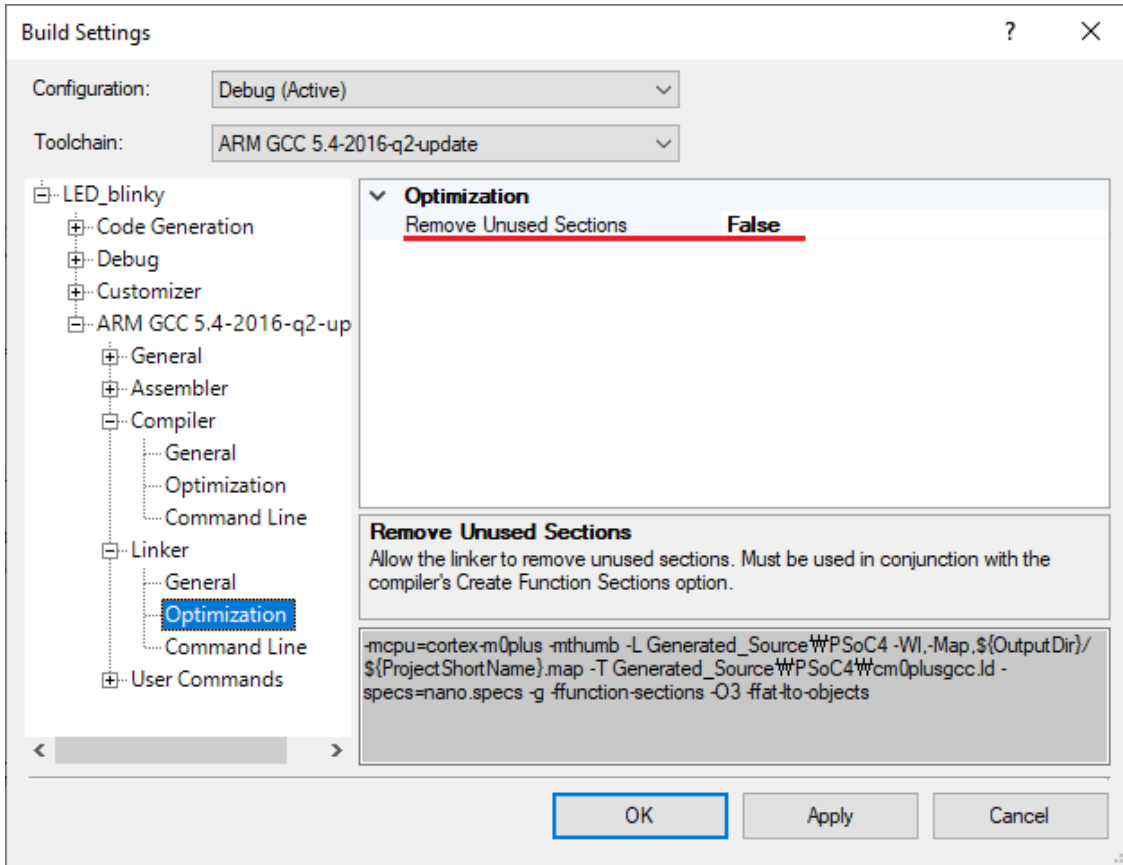 Build Settings
?
Configuration:
Debug (Active)
Toolchain:
ARM GCC 5.4-2016-q2-update
LED_blinky
Code Generation
Debug
Customizer
ARM GCC 5.4-2016-q2-up
General
Assembler
Compiler
General
Optimization
Command Line
Linker
General
Optimization
Command Line
User Commands
Optimization
Remove Unused Sections False
Remove Unused Sections
Allow the linker to remove unused sections. Must be used in conjunction with the
compiler's Create Function Sections option.
-mcpu=cortex-m0plus -mthumb -L Generated_Source₩PSoC4 -Wl,-Map,${OutputDir}/
${ProjectShortName}.map -T Generated_Source₩PSoC4₩cm0plusgcc.ld -
specs=nano.specs -g -ffunction-sections -O3 -ffat-lto-objects
OK
Apply
Cancel